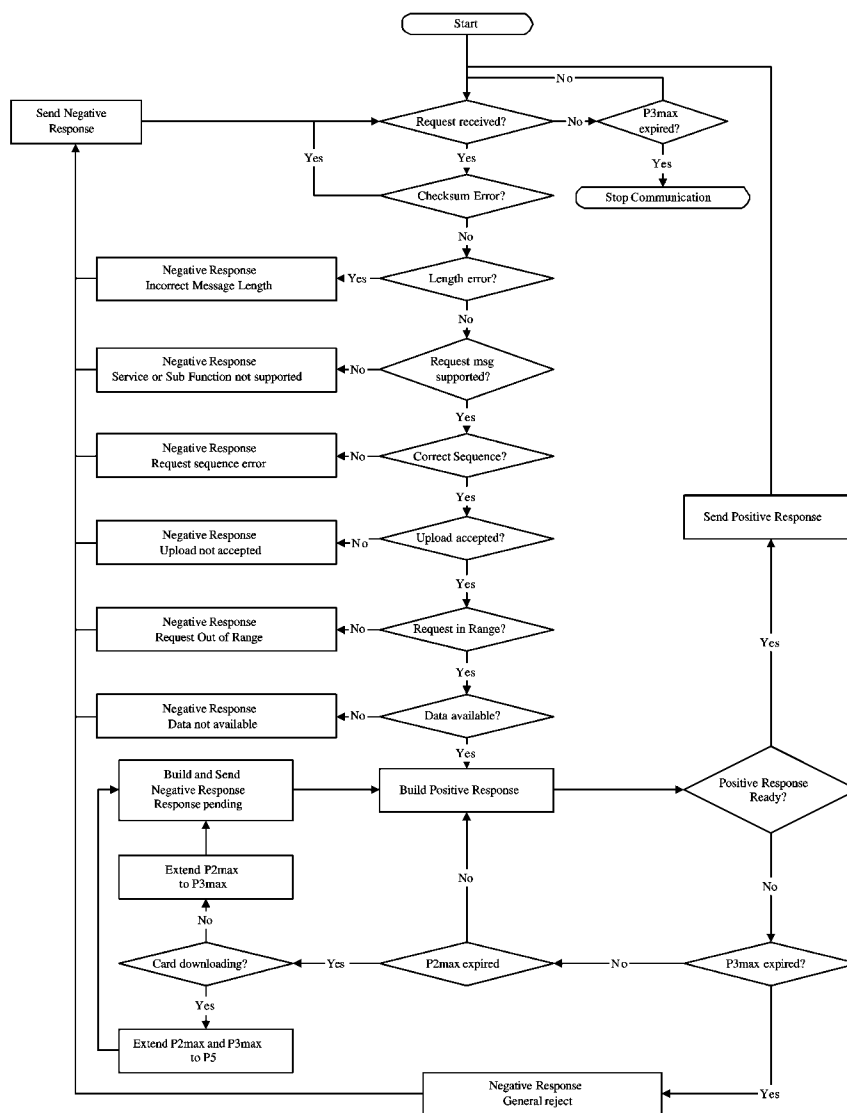 Start
No
Send Negative
Response
Request received?
No
P3max
expired?
Yes
Yes
Yes
Checksum Error?
Stop Communication
No
Negative Response
Incorrect Message Length
Yes
Length error?
No
Negative Response
Service or Sub Function not supported
No
Request msg
supported?
Yes
Negative Response
Request sequence error
No
Correct Sequence?
Yes
Send Positive Response
Negative Response
Upload not accepted
No
Upload accepted?
Yes
Negative Response
Request Out of Range
No
Request in Range?
Yes
Yes
Negative Response
Data not available
No
Data available?
Yes
Build and Send
Negative Response
Response pending
Build Positive Response
Positive Response
Ready?
Extend P2max
to P3max
No
No
No
Card downloading?
Yes
P2max expired
No
P3max expired?
Yes
Extend P2max and P3max
to P5
Negative Response
General reject
Yes